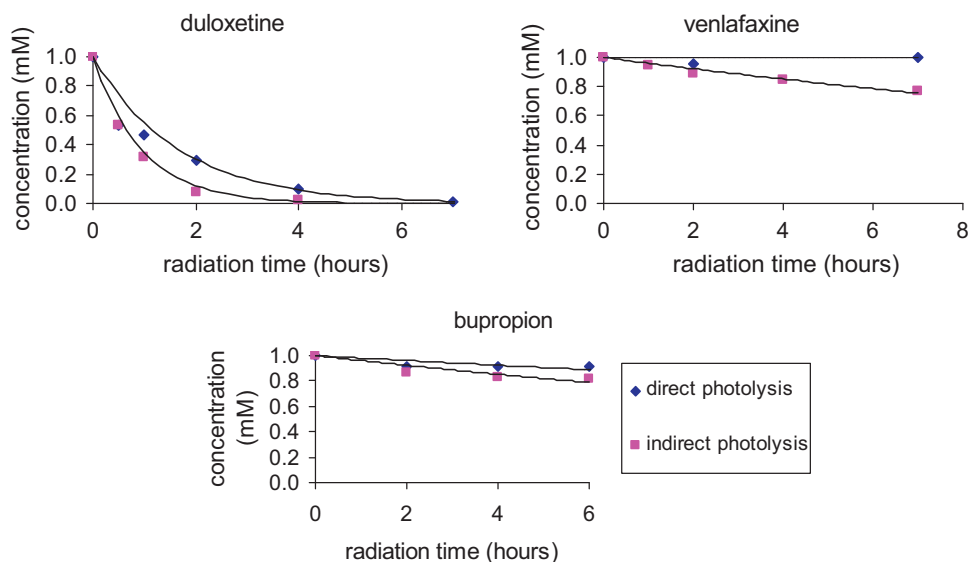 duloxetine
concentration (mM)
1.0
0.8
0.6
0.4
0.2
0.0
0 2 4 6
radiation time (hours)
venlafaxine
concentration (mM)
1.0
0.8
0.6
0.4
0.2
0.0
0 2 4 6 8
radiation time (hours)
bupropion
concentration
(mM)
1.0
0.8
0.6
0.4
0.2
0.0
0 2 4 6
radiation time (hours)
direct photolysis
indirect photolysis